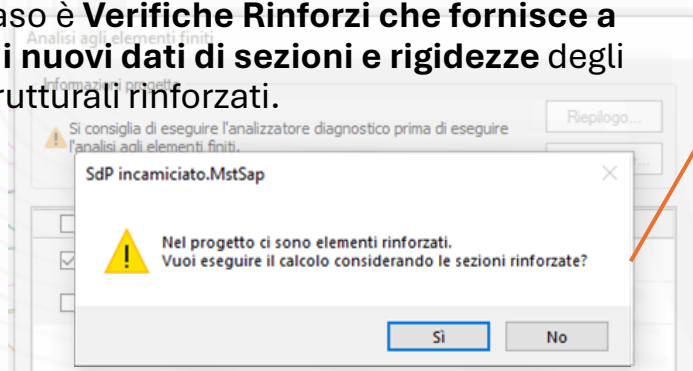 aso è Verifiche Rinforzi che fornisce a
Analisi agli elementi finiti
i nuovi dati di sezioni e rigidezze degli
Informazioni progetto
rutturali rinforzati.
Riepilogo...
Si consiglia di eseguire l'analizzatore diagnostico prima di eseguire
l'analisi agli elementi finiti.
SdP incamiciato.MstSap
Nel progetto ci sono elementi rinforzati.
Vuoi eseguire il calcolo considerando le sezioni rinforzate?
Sì
No